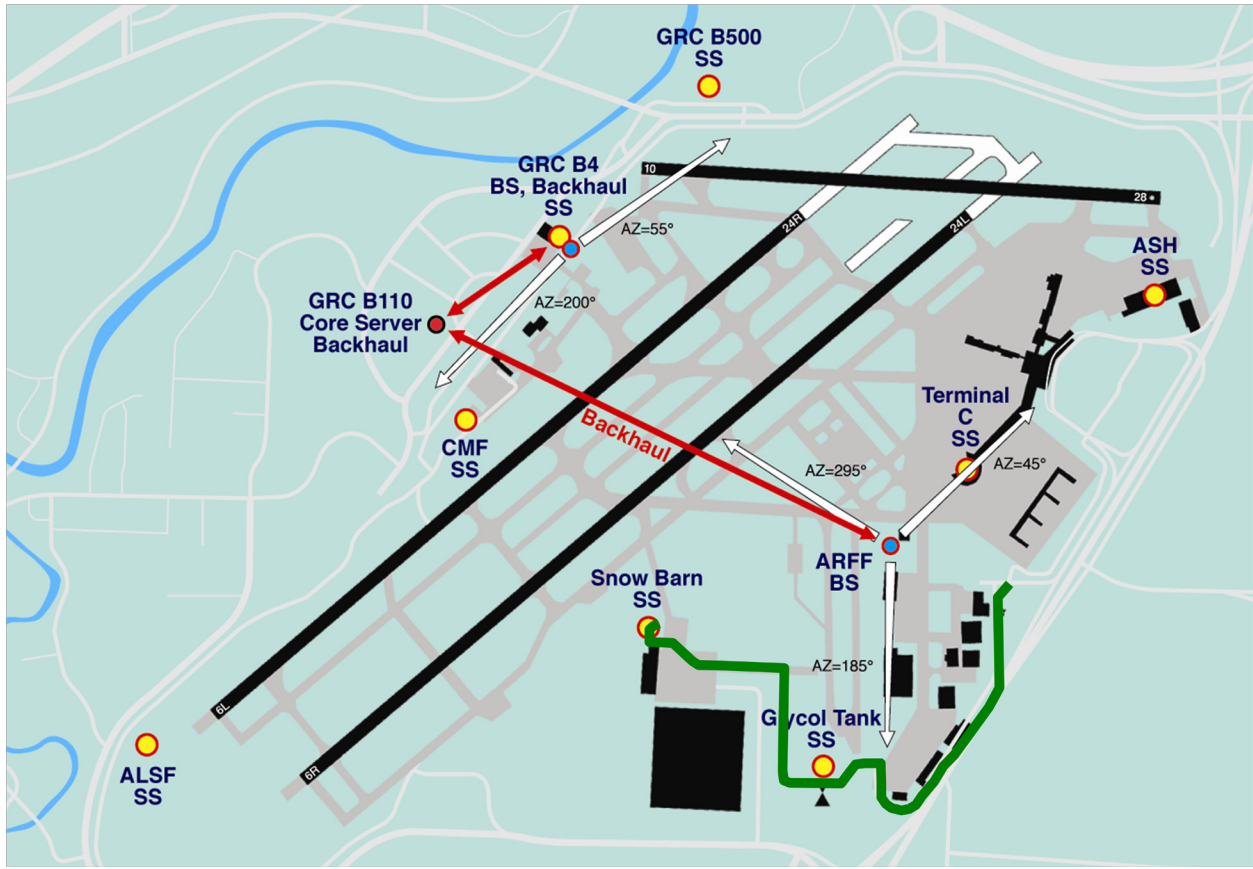 GRC B500
SS
GRC B4
BS, Backhaul
SS
10
28
AZ=55°
24R
24L
ASH
SS
AZ=200°
GRC B110
Core Server
Backhaul
Terminal
C
SS
Backhaul
CMF
SS
AZ=295°
AZ=45°
ARFF
BS
Snow Barn
SS
AZ=185°
6L
Glycol Tank
SS
6R
ALSF
SS